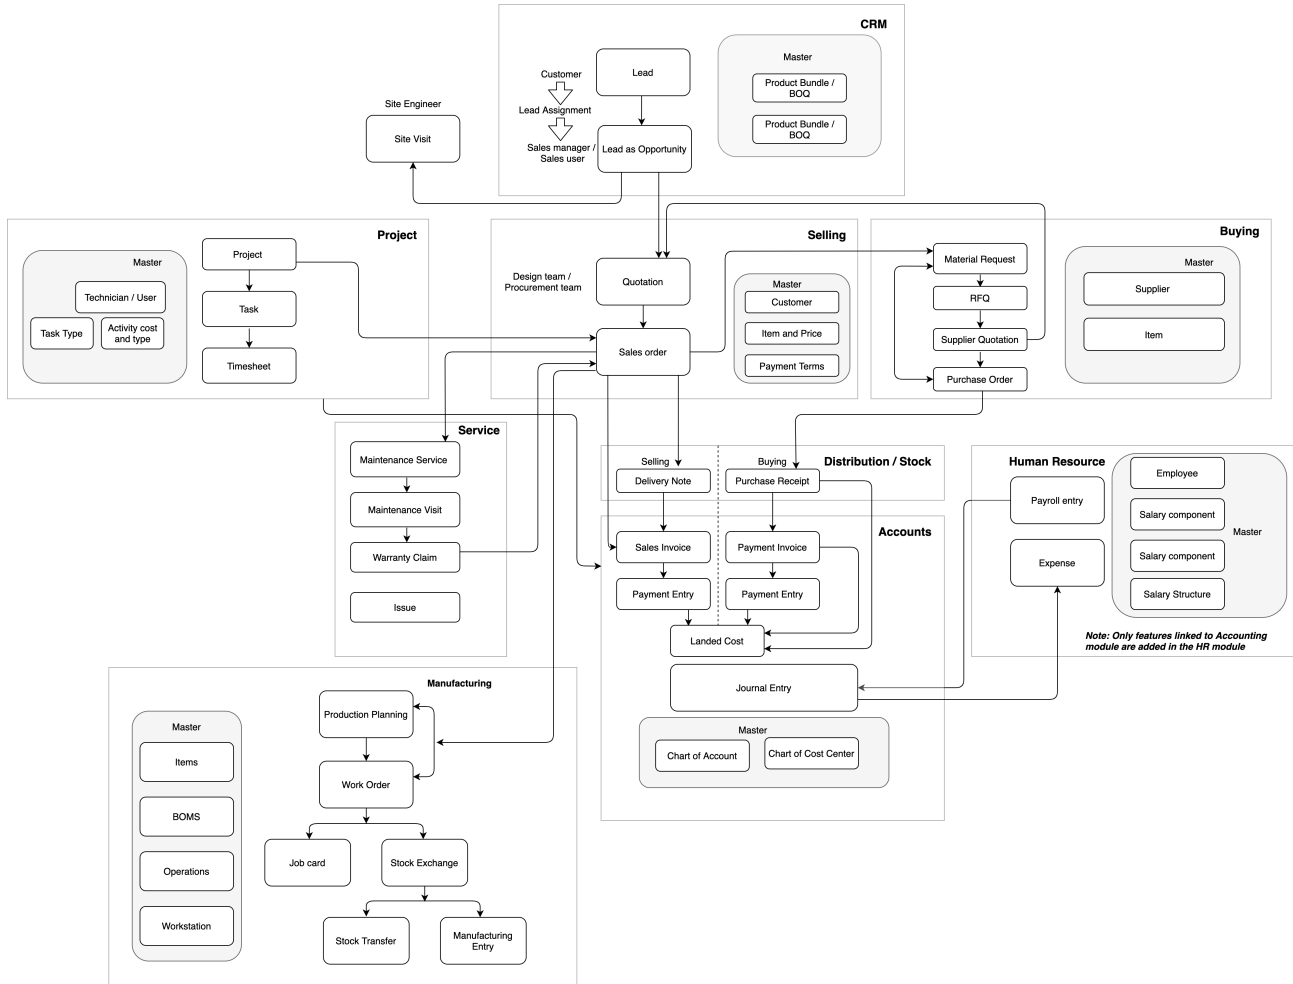 CRM
Customer
Lead Assignment
Sales manager /
Sales user
Lead
Lead as Opportunity
Master
Product Bundle /
BOQ
Product Bundle /
BOQ
Site Engineer
Site Visit
Project
Master
Technician / User
Task Type
Activity cost
and type
Project
Task
Timesheet
Selling
Design team /
Procurement team
Quotation
Sales order
Master
Customer
Item and Price
Payment Terms
Buying
Material Request
RFQ
Supplier Quotation
Purchase Order
Master
Supplier
Item
Service
Maintenance Service
Maintenance Visit
Warranty Claim
Issue
Distribution / Stock
Selling
Delivery Note
Buying
Purchase Receipt
Accounts
Sales Invoice
Payment Invoice
Payment Entry
Payment Entry
Landed Cost
Journal Entry
Master
Chart of Account
Chart of Cost Center
Human Resource
Payroll entry
Expense
Employee
Salary component
Master
Salary component
Salary Structure
Note: Only features linked to Accounting
module are added in the HR module
Manufacturing
Master
Items
BOMS
Operations
Workstation
Production Planning
Work Order
Job card
Stock Exchange
Stock Transfer
Manufacturing
Entry